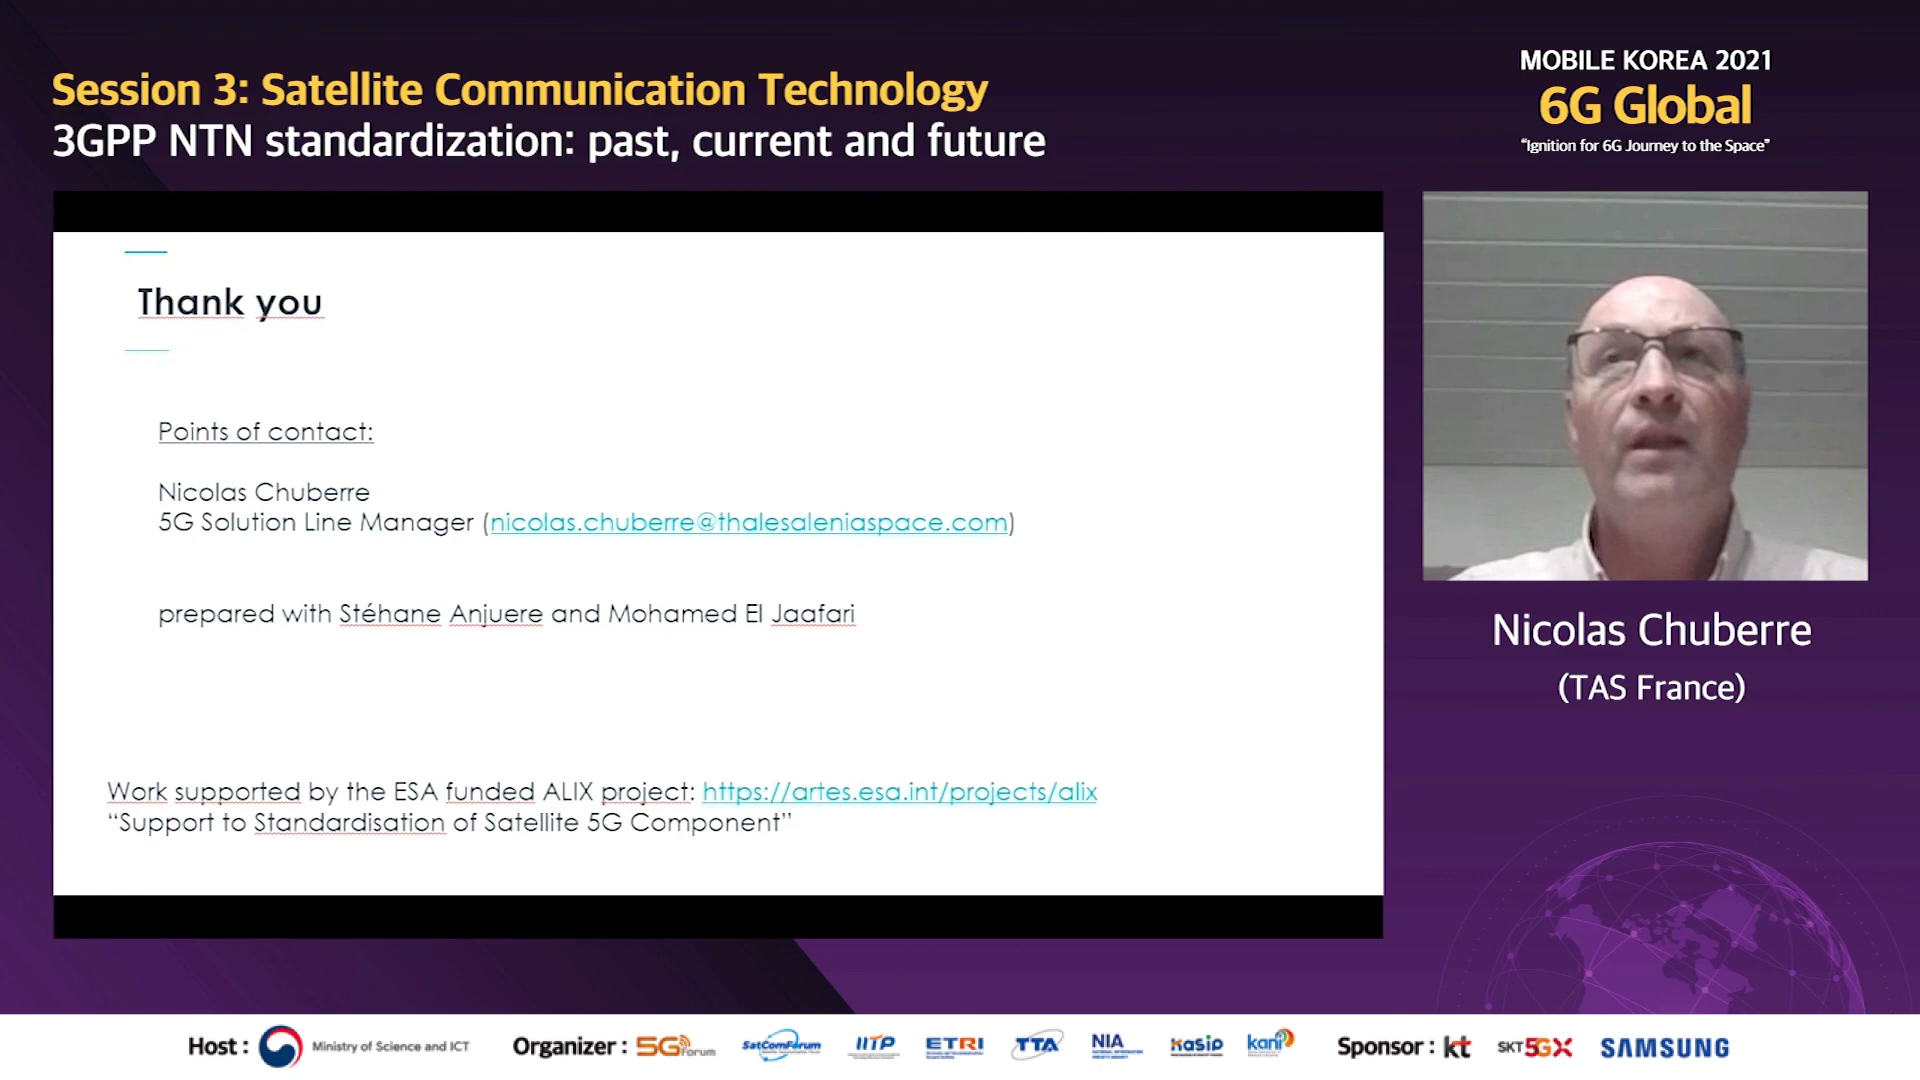 Session 3: Satellite Communication Technology
3GPP NTN standardization: past, current and future
MOBILE KOREA 2021
6G Global
“Ignition for 6G Journey to the Space”
Thank you
Points of contact:
Nicolas Chuberre
5G Solution Line Manager (nicolas.chuberre@thalesaleniaspace.com)
prepared with Stéhane Anjuere and Mohamed El Jaafari
Work supported by the ESA funded ALIX project: https://artes.esa.int/projects/alix
“Support to Standardisation of Satellite 5G Component”
Nicolas Chuberre
(TAS France)
Host : Ministry of Science and ICT Organizer : 5G Forum SatComForum IITP ETRI TTA NIA Kasip kani Sponsor : kt SKT 5GX SAMSUNG